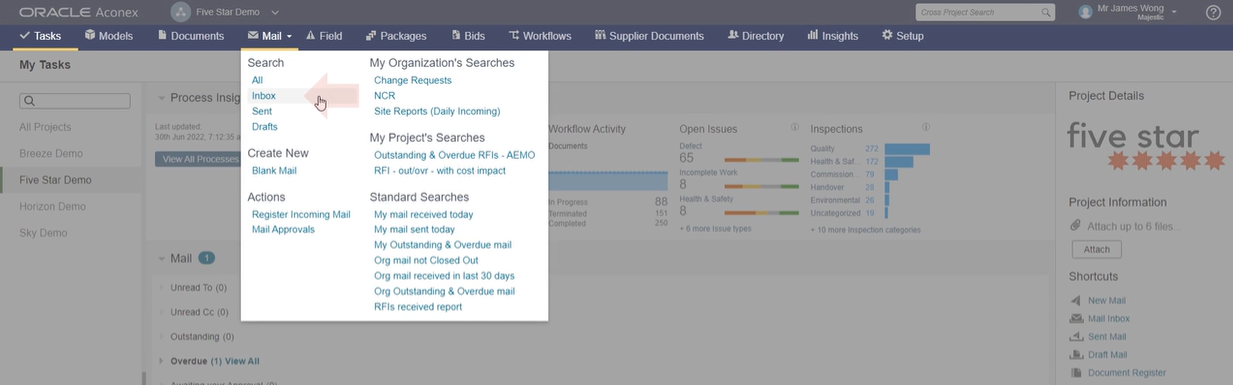 ORACLE Aconex
Five Star Demo
Cross Project Search
Mr James Wong
Majestic
Tasks
Models
Documents
Mail
Field
Packages
Bids
Workflows
Supplier Documents
Directory
Insights
Setup
My Tasks
All Projects
Breeze Demo
Five Star Demo
Horizon Demo
Sky Demo
Process Insig
Last updated:
30th Jun 2022, 7:12:35 a
View All Processes
Search
All
Inbox
Sent
Drafts
Create New
Blank Mail
Actions
Register Incoming Mail
Mail Approvals
My Organization's Searches
Change Requests
NCR
Site Reports (Daily Incoming)
My Project's Searches
Outstanding & Overdue RFIs - AEMO
RFI - out/ovr - with cost impact
Standard Searches
My mail received today
My mail sent today
My Outstanding & Overdue mail
Org mail not Closed Out
Org mail received in last 30 days
Org Outstanding & Overdue mail
RFIs received report
Workflow Activity
Documents
In Progress 88
Terminated 151
Completed 250
Open Issues
Defect
65
Incomplete Work
8
Health & Safety
8
+ 6 more Issue types
Inspections
Quality 272
Health & Saf... 172
Commission... 79
Handover 28
Environmental 26
Uncategorized 19
+ 10 more Inspection categories
Mail 1
Unread To (0)
Unread Cc (0)
Outstanding (0)
Overdue (1) View All
Awaiting your Approval (0)
Project Details
five star
Project Information
Attach up to 6 files...
Attach
Shortcuts
New Mail
Mail Inbox
Sent Mail
Draft Mail
Document Register